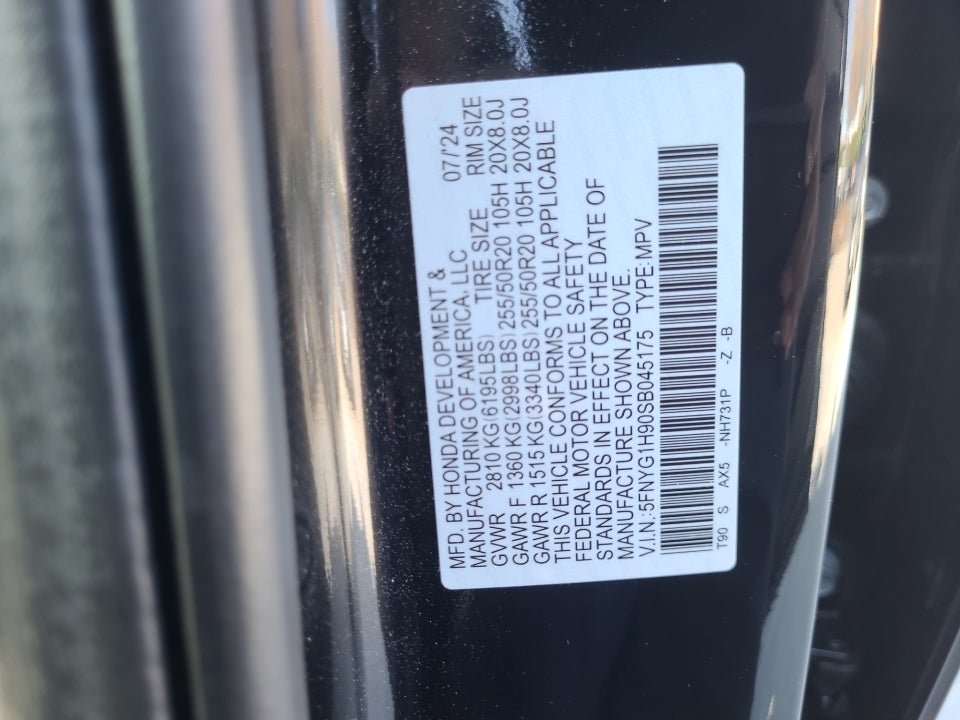 MFD. BY HONDA DEVELOPMENT &
MANUFACTURING OF AMERICA, LLC 07/'24
GVWR 2810 KG(6195LBS) TIRE SIZE RIM SIZE
GAWR F 1360 KG(2998LBS) 255/50R20 105H 20X8.0J
GAWR R 1515 KG(3340LBS) 255/50R20 105H 20X8.0J
THIS VEHICLE CONFORMS TO ALL APPLICABLE
FEDERAL MOTOR VEHICLE SAFETY
STANDARDS IN EFFECT ON THE DATE OF
MANUFACTURE SHOWN ABOVE.
V.I.N.:5FNYG1H90SB045175 TYPE:MPV
T90 S AX5 -NH731P -Z -B